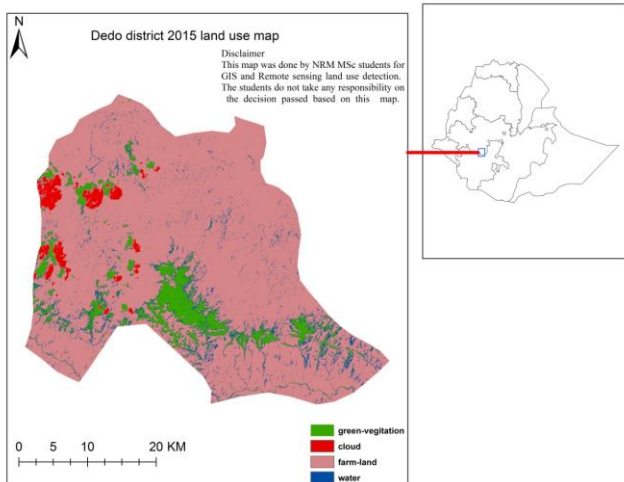 N
Dedo district 2015 land use map
Disclaimer
This map was done by NRM MSc students for
GIS and Remote sensing land use detection.
The students do not take any responsibility on
the decision passed based on this map.
green-vegitation
cloud
farm-land
water
0 5 10 20 KM